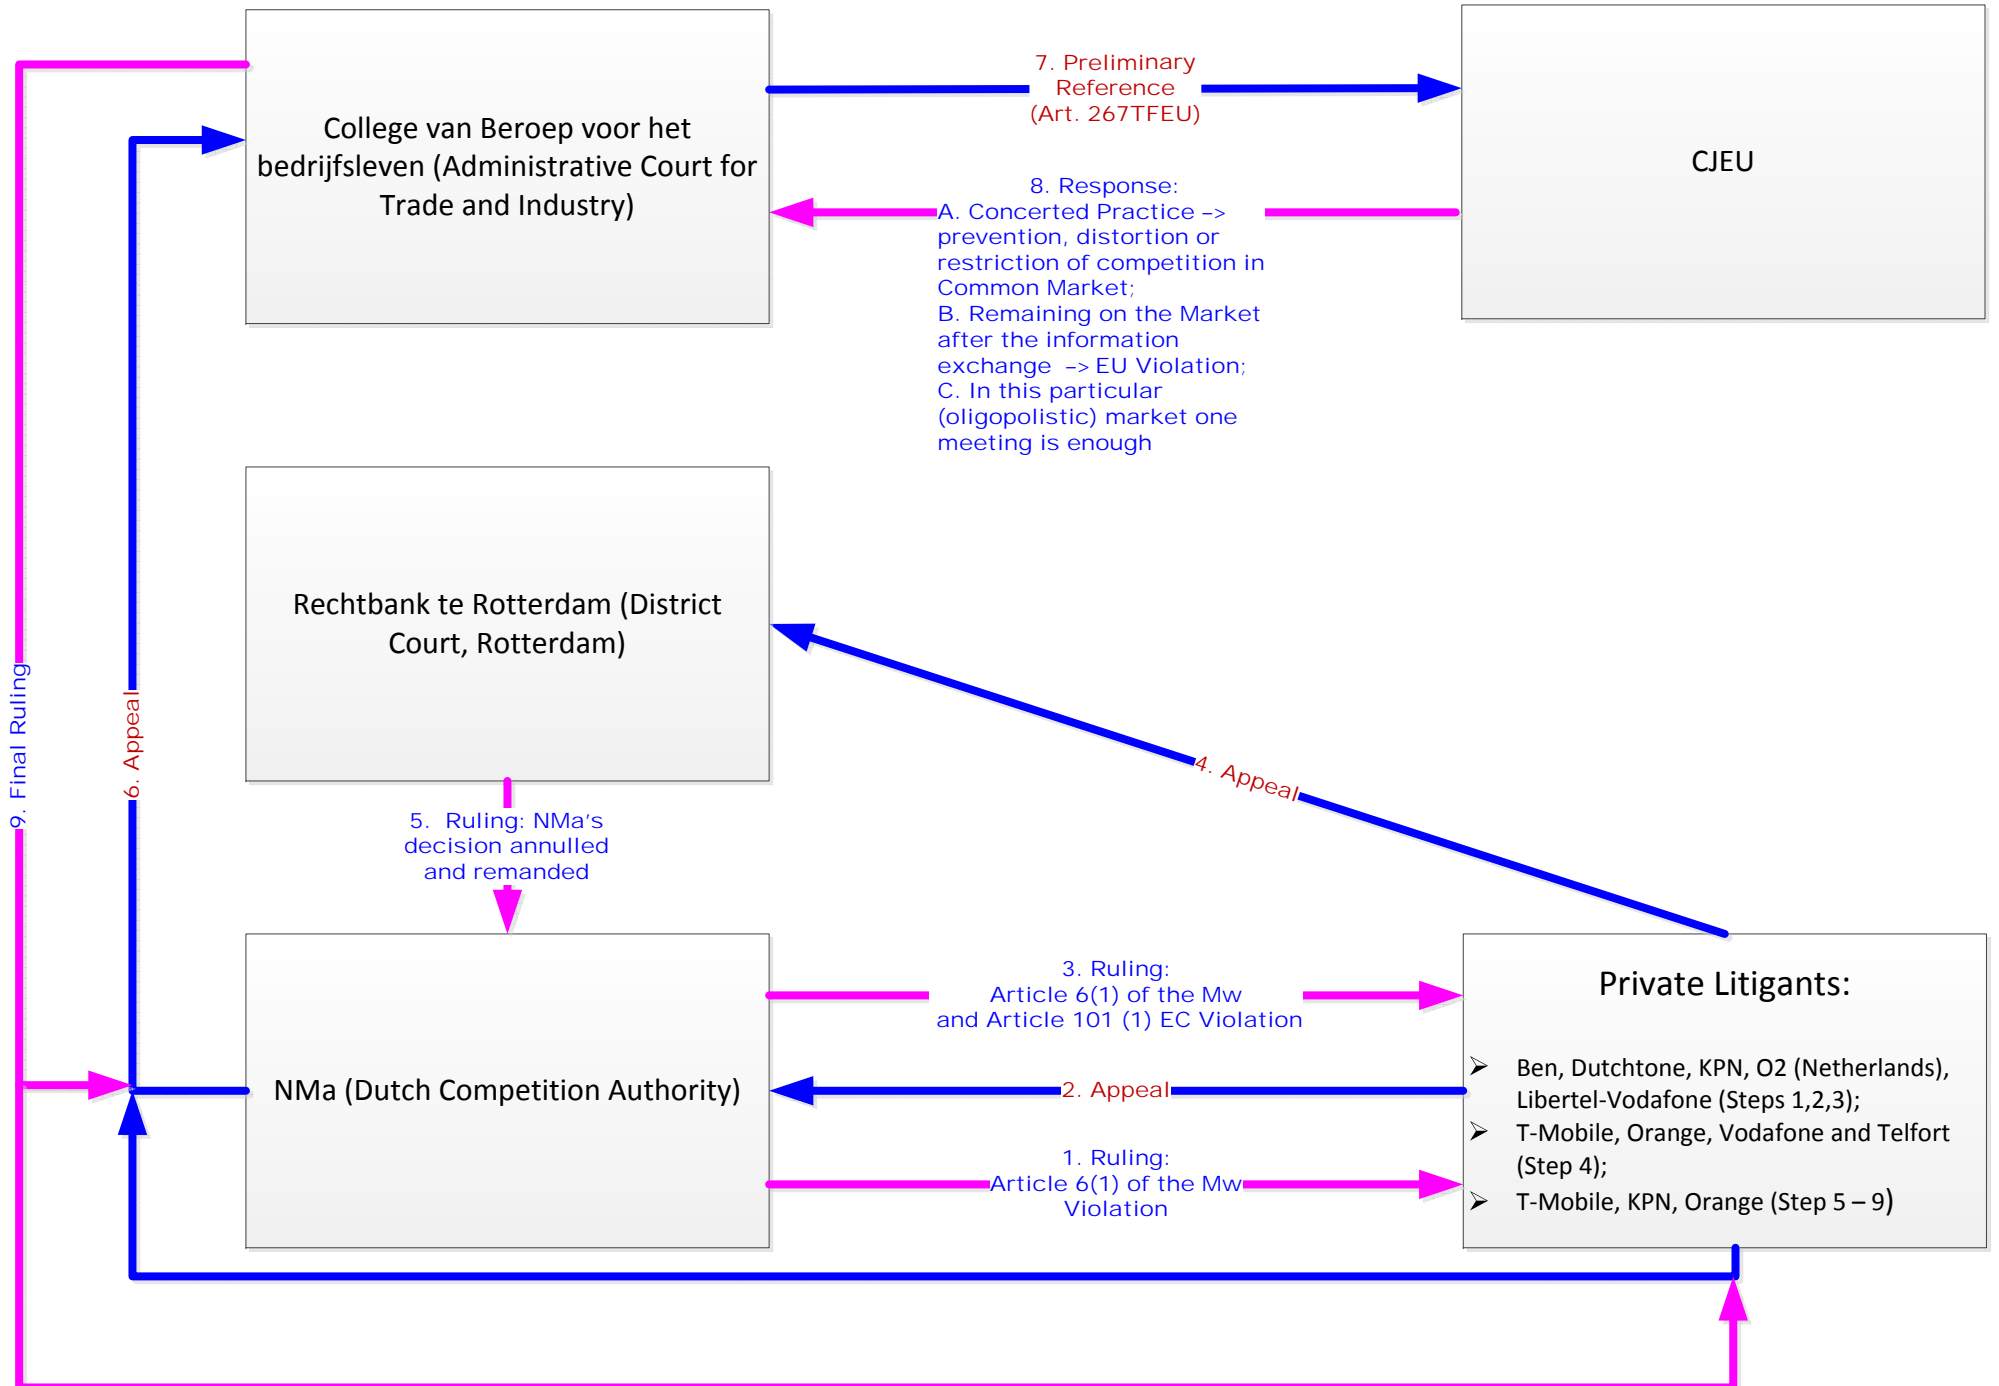 7. Preliminary
Reference
(Art. 267TFEU)
College van Beroep voor het
bedrijfsleven (Administrative Court for
Trade and Industry)
CJEU
8. Response:
A. Concerted Practice –>
prevention, distortion or
restriction of competition in
Common Market;
B. Remaining on the Market
after the information
exchange –> EU Violation;
C. In this particular
(oligopolistic) market one
meeting is enough
Rechtbank te Rotterdam (District
Court, Rotterdam)
9. Final Ruling
6. Appeal
4. Appeal
5. Ruling: NMa’s
decision annulled
and remanded
NMa (Dutch Competition Authority)
3. Ruling:
Article 6(1) of the Mw
and Article 101 (1) EC Violation
2. Appeal
1. Ruling:
Article 6(1) of the Mw
Violation
Private Litigants:
➢ Ben, Dutchtone, KPN, O2 (Netherlands),
Libertel-Vodafone (Steps 1,2,3);
➢ T-Mobile, Orange, Vodafone and Telfort
(Step 4);
➢ T-Mobile, KPN, Orange (Step 5 – 9)